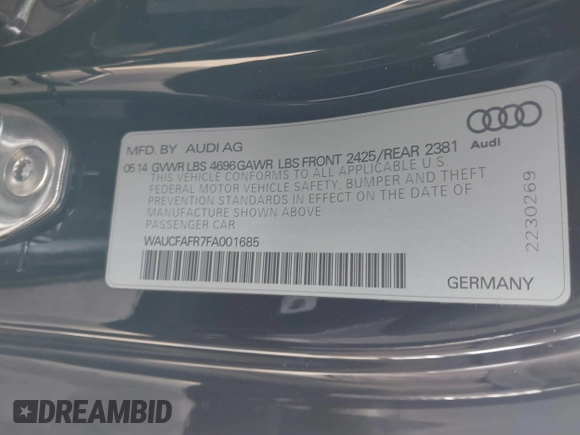 MFD. BY AUDI AG
05 14 GVWR LBS 4696 GAWR LBS FRONT 2425/REAR 2381
THIS VEHICLE CONFORMS TO ALL APPLICABLE U S
FEDERAL MOTOR VEHICLE SAFETY, BUMPER AND THEFT
PREVENTION STANDARDS IN EFFECT ON THE DATE OF
MANUFACTURE SHOWN ABOVE
PASSENGER CAR
WAUCFAFR7FA001685
Audi
2230269
GERMANY
DREAMBID